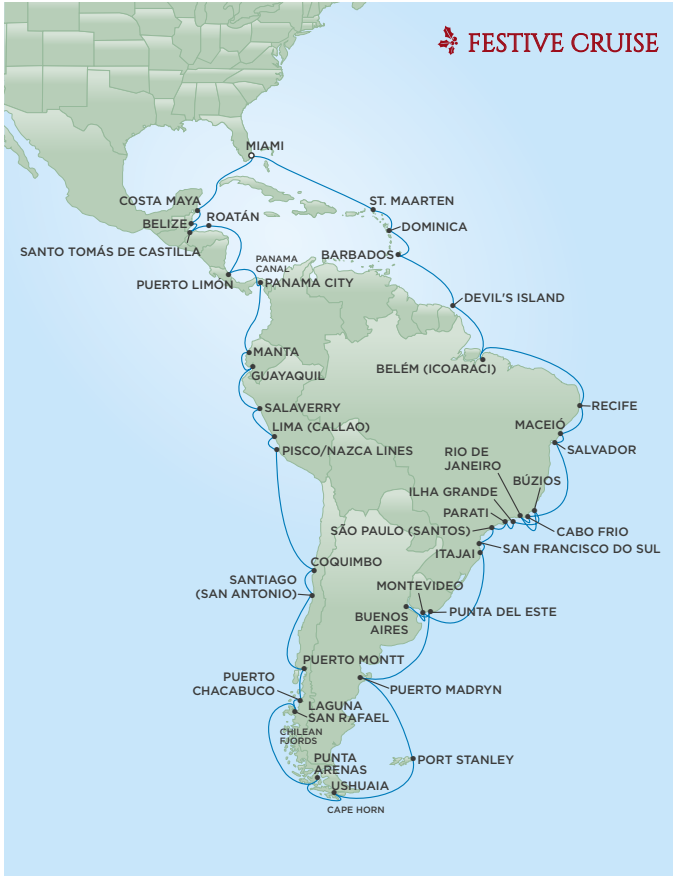 FESTIVE CRUISE
MIAMI
COSTA MAYA
ST. MAARTEN
BELIZE
ROATÁN
DOMINICA
SANTO TOMÁS DE CASTILLA
BARBADOS
PANAMA
CANAL
PUERTO LIMÓN
PANAMA CITY
DEVIL'S ISLAND
MANTA
GUAYAQUIL
BELÉM (ICOARACI)
SALAVERRY
RECIFE
LIMA (CALLAO)
MACEIÓ
PISCO/NAZCA LINES
SALVADOR
RIO DE
JANEIRO
BÚZIOS
ILHA GRANDE
PARATI
SÃO PAULO (SANTOS)
CABO FRIO
ITAJAI
SAN FRANCISCO DO SUL
COQUIMBO
SANTIAGO
(SAN ANTONIO)
MONTEVIDEO
BUENOS
AIRES
PUNTA DEL ESTE
PUERTO MONTT
PUERTO
CHACABUCO
PUERTO MADRYN
LAGUNA
SAN RAFAEL
CHILEAN
FJORDS
PUNTA
ARENAS
PORT STANLEY
USHUAIA
CAPE HORN